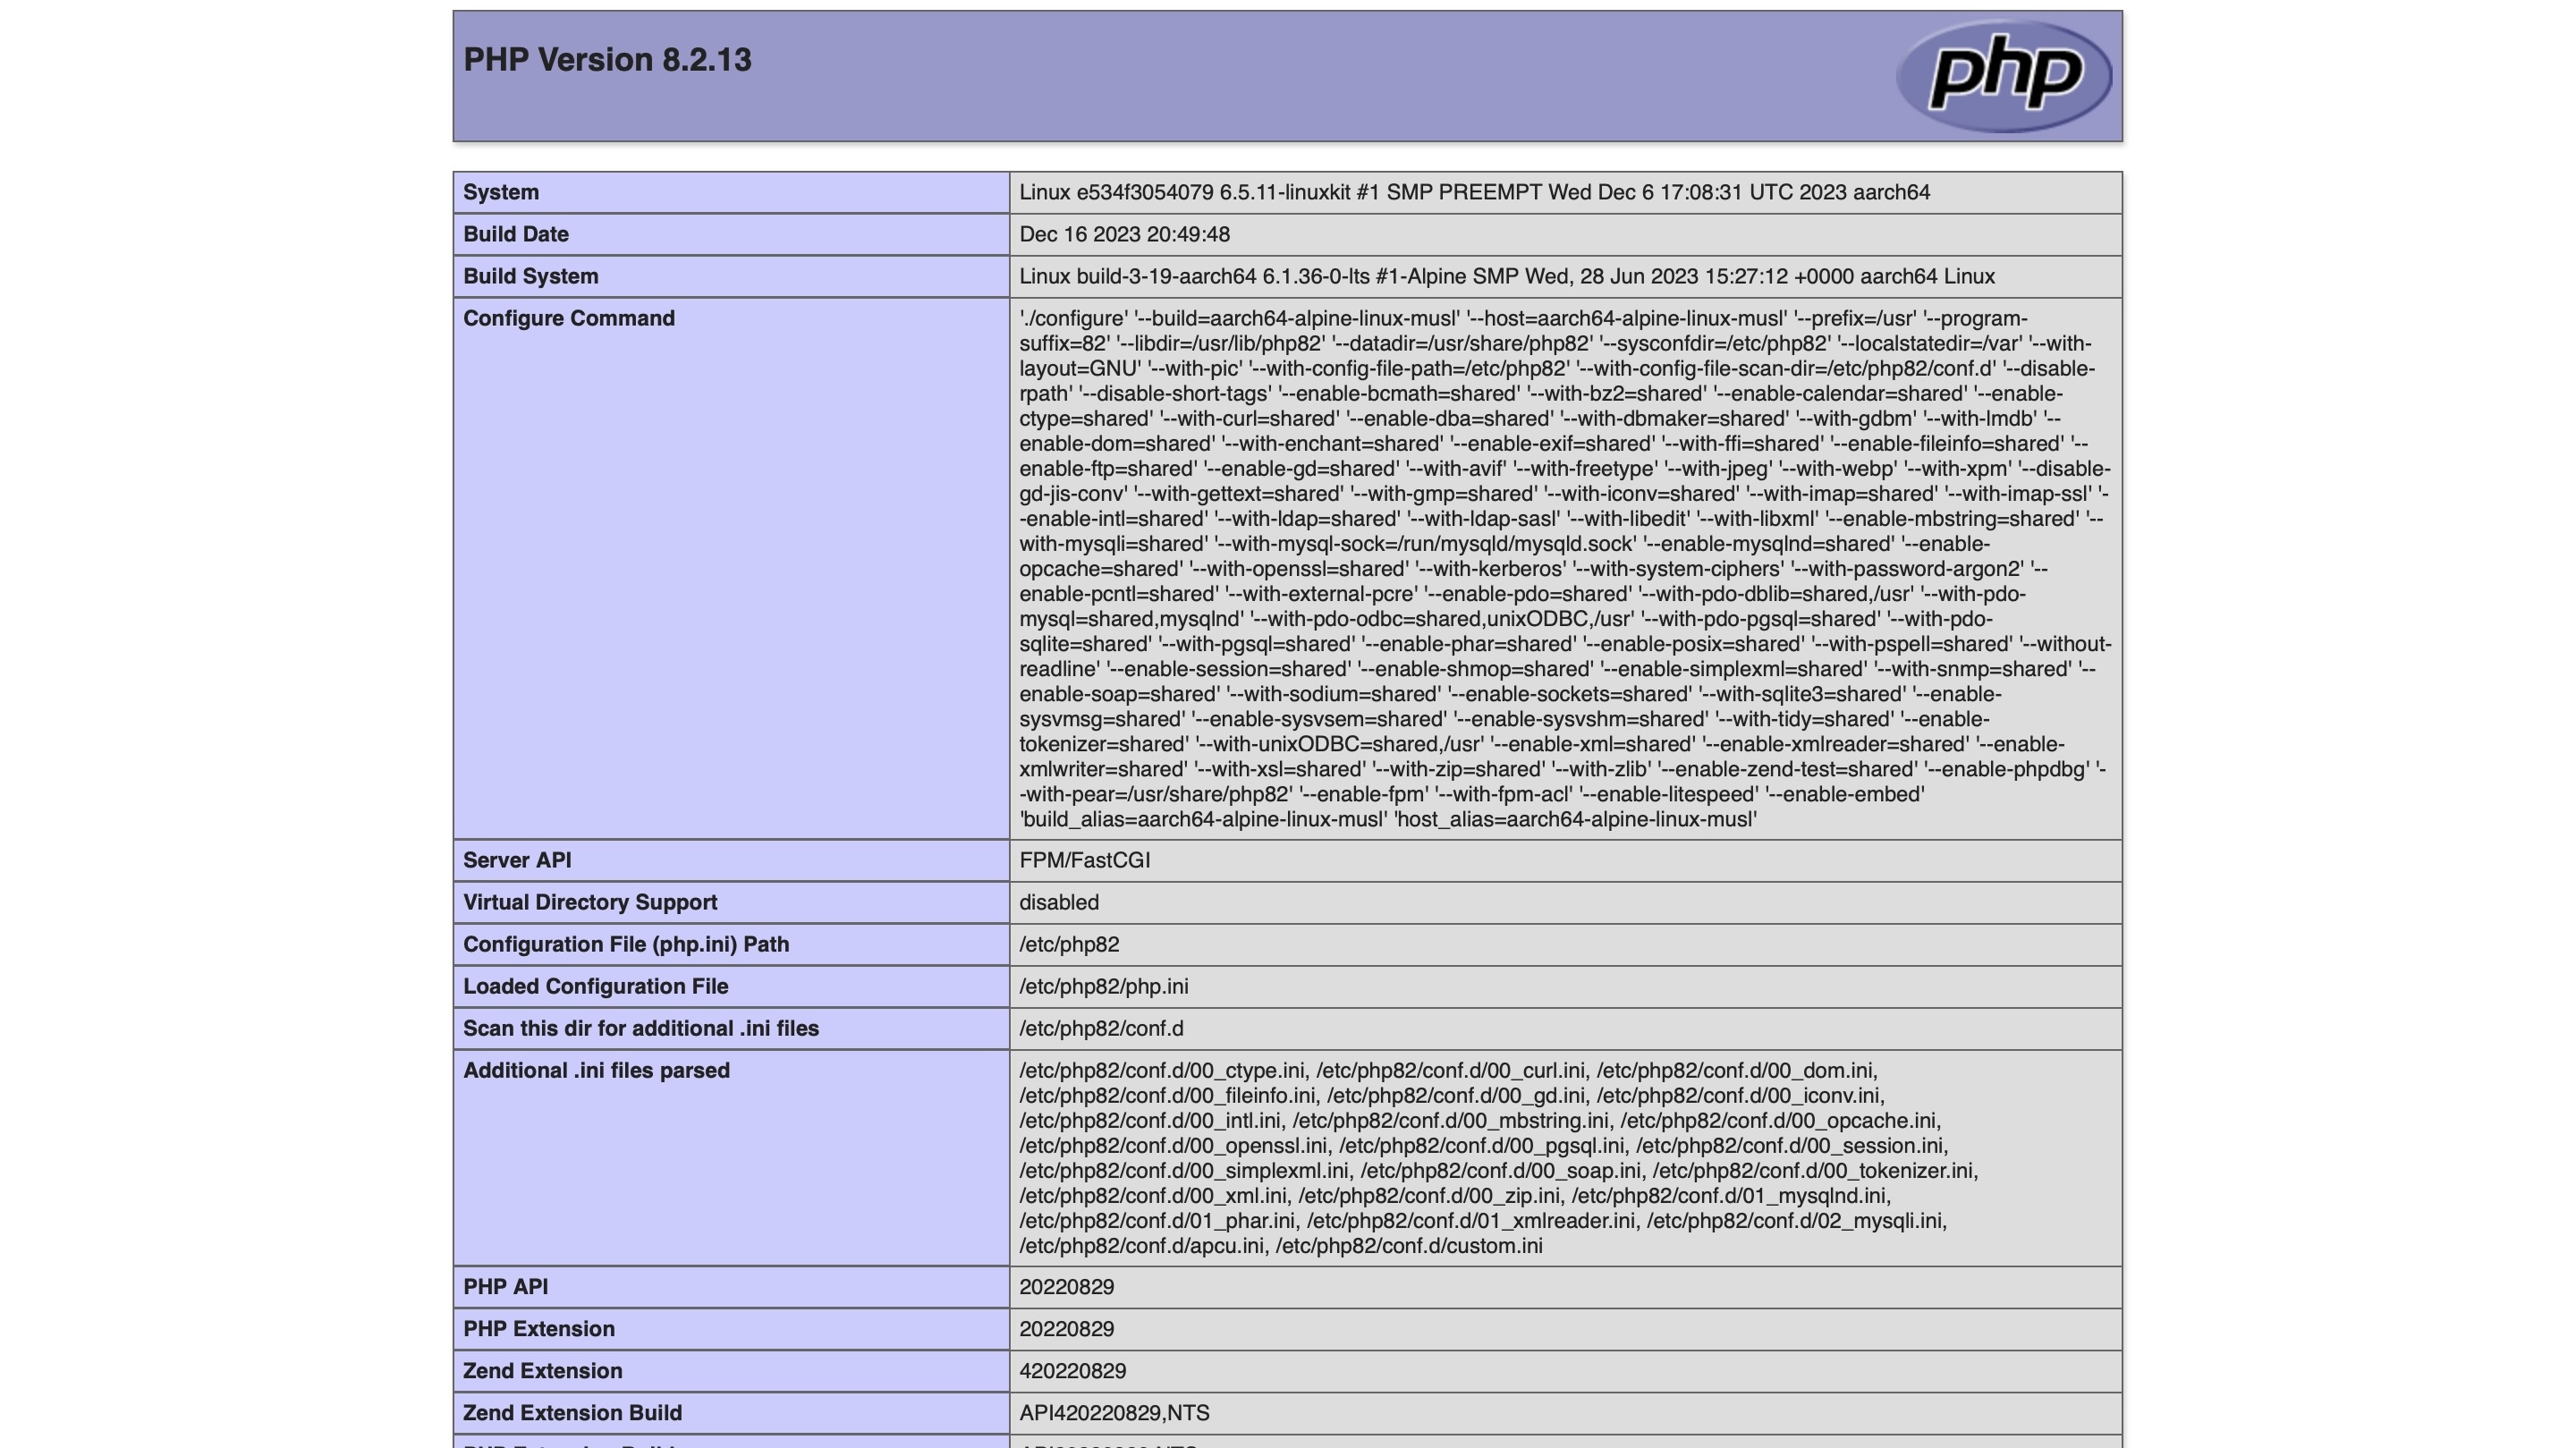 PHP Version 8.2.13
php
System
Linux e534f3054079 6.5.11-linuxkit #1 SMP PREEMPT Wed Dec 6 17:08:31 UTC 2023 aarch64
Build Date
Dec 16 2023 20:49:48
Build System
Linux build-3-19-aarch64 6.1.36-0-lts #1-Alpine SMP Wed, 28 Jun 2023 15:27:12 +0000 aarch64 Linux
Configure Command
'./configure' '--build=aarch64-alpine-linux-musl' '--host=aarch64-alpine-linux-musl' '--prefix=/usr' '--program-
suffix=82' '--libdir=/usr/lib/php82' '--datadir=/usr/share/php82' '--sysconfdir=/etc/php82' '--localstatedir=/var' '--with-
layout=GNU' '--with-pic' '--with-config-file-path=/etc/php82' '--with-config-file-scan-dir=/etc/php82/conf.d' '--disable-
rpath' '--disable-short-tags' '--enable-bcmath=shared' '--with-bz2=shared' '--enable-calendar=shared' '--enable-
ctype=shared' '--with-curl=shared' '--enable-dba=shared' '--with-dbmaker=shared' '--with-gdbm' '--with-lmdb' '--
enable-dom=shared' '--with-enchant=shared' '--enable-exif=shared' '--with-ffi=shared' '--enable-fileinfo=shared' '--
enable-ftp=shared' '--enable-gd=shared' '--with-avif' '--with-freetype' '--with-jpeg' '--with-webp' '--with-xpm' '--disable-
gd-jis-conv' '--with-gettext=shared' '--with-gmp=shared' '--with-iconv=shared' '--with-imap=shared' '--with-imap-ssl' '-
-enable-intl=shared' '--with-ldap=shared' '--with-ldap-sasl' '--with-libedit' '--with-libxml' '--enable-mbstring=shared' '--
with-mysqli=shared' '--with-mysql-sock=/run/mysqld/mysqld.sock' '--enable-mysqlnd=shared' '--enable-
opcache=shared' '--with-openssl=shared' '--with-kerberos' '--with-system-ciphers' '--with-password-argon2' '--
enable-pcntl=shared' '--with-external-pcre' '--enable-pdo=shared' '--with-pdo-dblib=shared,/usr' '--with-pdo-
mysql=shared,mysqlnd' '--with-pdo-odbc=shared,unixODBC,/usr' '--with-pdo-pgsql=shared' '--with-pdo-
sqlite=shared' '--with-pgsql=shared' '--enable-phar=shared' '--enable-posix=shared' '--with-pspell=shared' '--without-
readline' '--enable-session=shared' '--enable-shmop=shared' '--enable-simplexml=shared' '--with-snmp=shared' '--
enable-soap=shared' '--with-sodium=shared' '--enable-sockets=shared' '--with-sqlite3=shared' '--enable-
sysvmsg=shared' '--enable-sysvsem=shared' '--enable-sysvshm=shared' '--with-tidy=shared' '--enable-
tokenizer=shared' '--with-unixODBC=shared,/usr' '--enable-xml=shared' '--enable-xmlreader=shared' '--enable-
xmlwriter=shared' '--with-xsl=shared' '--with-zip=shared' '--with-zlib' '--enable-zend-test=shared' '--enable-phpdbg' '-
-with-pear=/usr/share/php82' '--enable-fpm' '--with-fpm-acl' '--enable-litespeed' '--enable-embed'
'build_alias=aarch64-alpine-linux-musl' 'host_alias=aarch64-alpine-linux-musl'
Server API
FPM/FastCGI
Virtual Directory Support
disabled
Configuration File (php.ini) Path
/etc/php82
Loaded Configuration File
/etc/php82/php.ini
Scan this dir for additional .ini files
/etc/php82/conf.d
Additional .ini files parsed
/etc/php82/conf.d/00_ctype.ini, /etc/php82/conf.d/00_curl.ini, /etc/php82/conf.d/00_dom.ini,
/etc/php82/conf.d/00_fileinfo.ini, /etc/php82/conf.d/00_gd.ini, /etc/php82/conf.d/00_iconv.ini,
/etc/php82/conf.d/00_intl.ini, /etc/php82/conf.d/00_mbstring.ini, /etc/php82/conf.d/00_opcache.ini,
/etc/php82/conf.d/00_openssl.ini, /etc/php82/conf.d/00_pgsql.ini, /etc/php82/conf.d/00_session.ini,
/etc/php82/conf.d/00_simplexml.ini, /etc/php82/conf.d/00_soap.ini, /etc/php82/conf.d/00_tokenizer.ini,
/etc/php82/conf.d/00_xml.ini, /etc/php82/conf.d/00_zip.ini, /etc/php82/conf.d/01_mysqlnd.ini,
/etc/php82/conf.d/01_phar.ini, /etc/php82/conf.d/01_xmlreader.ini, /etc/php82/conf.d/02_mysqli.ini,
/etc/php82/conf.d/apcu.ini, /etc/php82/conf.d/custom.ini
PHP API
20220829
PHP Extension
20220829
Zend Extension
420220829
Zend Extension Build
API420220829,NTS